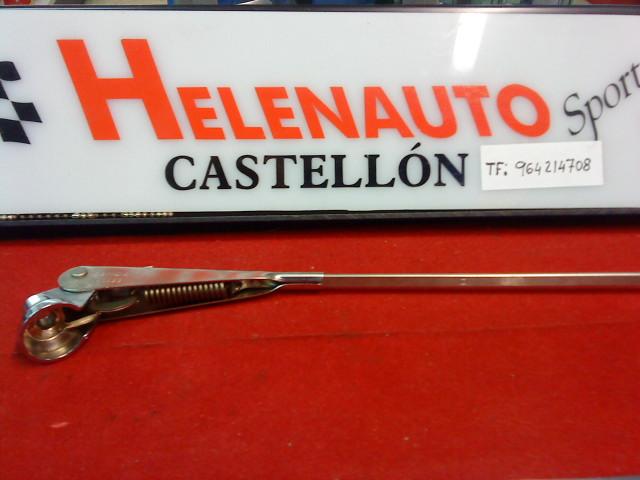 HELENAUTO Sport
CASTELLÓN
TF: 964214708